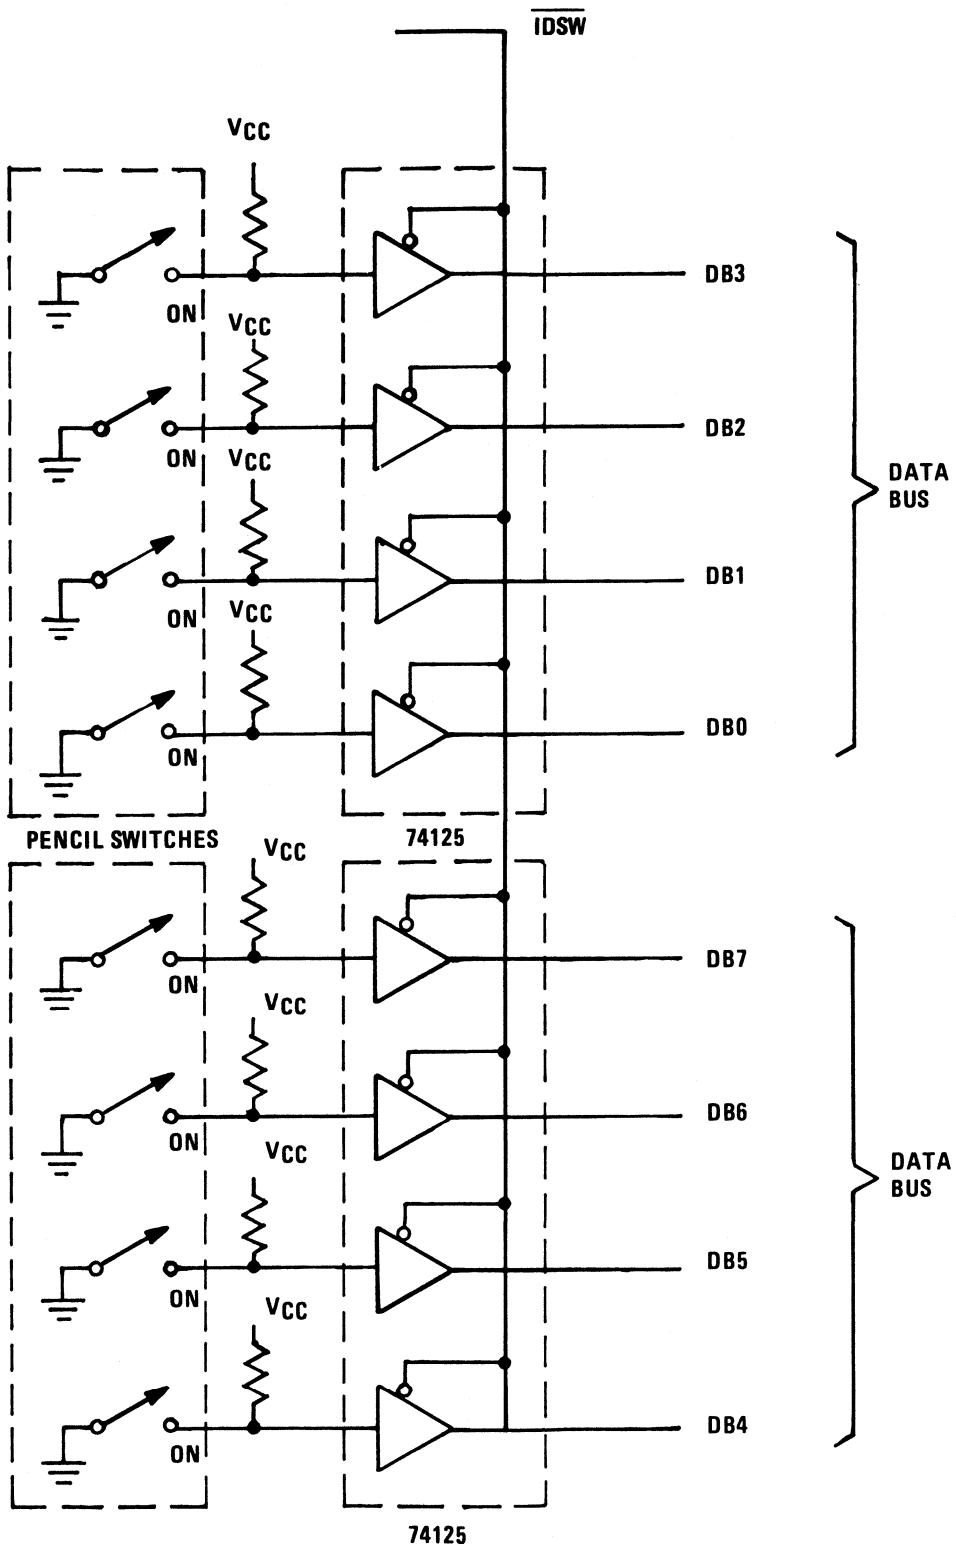 IDSW
VCC
DB3
ON
VCC
DB2
ON
VCC
DATA
BUS
DB1
ON
VCC
DB0
ON
PENCIL SWITCHES
74125
VCC
DB7
ON
VCC
DB6
ON
VCC
DATA
BUS
DB5
ON
VCC
DB4
ON
74125